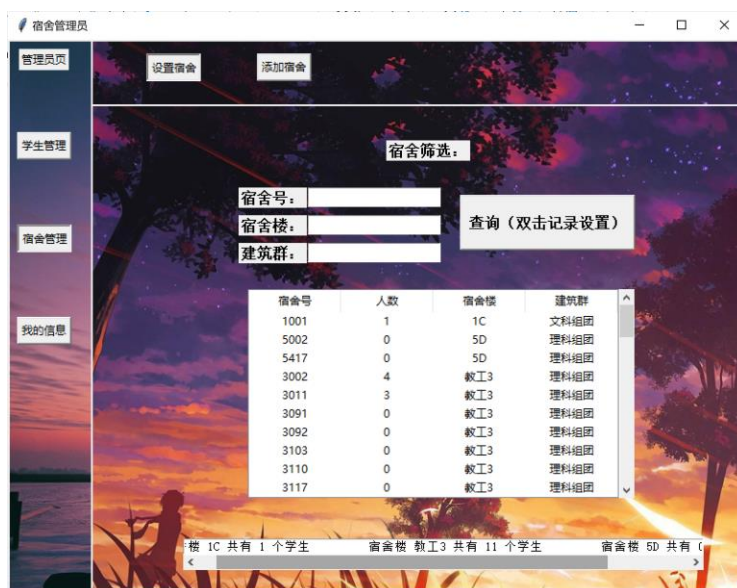 宿舍管理员
管理员页
设置宿舍
添加宿舍
学生管理
宿舍管理
我的信息
宿舍筛选:
宿舍号:
宿舍楼:
建筑群:
查询(双击记录设置)
宿舍号 人数 宿舍楼 建筑群
1001 1 1C 文科组团
5002 0 5D 理科组团
5417 0 5D 理科组团
3002 4 教工3 理科组团
3011 3 教工3 理科组团
3091 0 教工3 理科组团
3092 0 教工3 理科组团
3103 0 教工3 理科组团
3110 0 教工3 理科组团
3117 0 教工3 理科组团
楼 1C 共有 1 个学生 宿舍楼 教工3 共有 11 个学生 宿舍楼 5D 共有